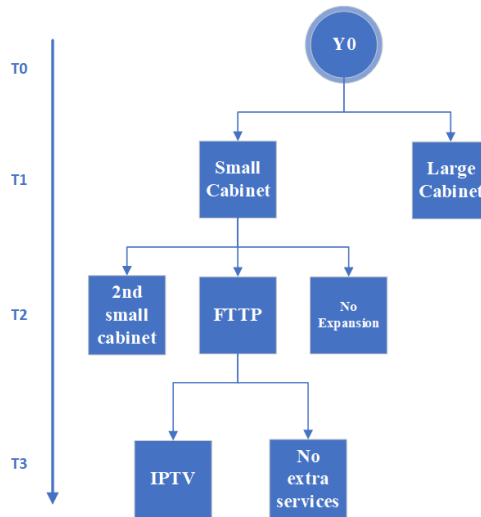 Y0
T0
T1
Small
Cabinet
Large
Cabinet
T2
2nd
small
cabinet
FTTP
No
Expansion
T3
IPTV
No
extra
services